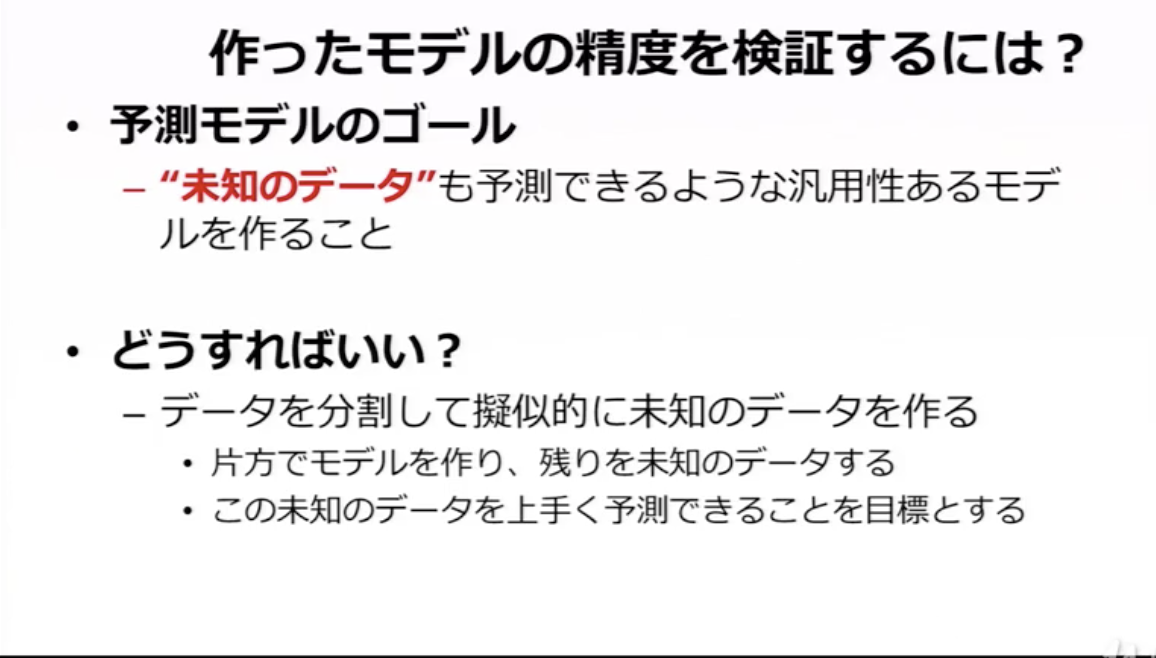 作ったモデルの精度を検証するには？
• 予測モデルのゴール
– “未知のデータ”も予測できるような汎用性あるモデ
ルを作ること
• どうすればいい？
– データを分割して擬似的に未知のデータを作る
• 片方でモデルを作り、残りを未知のデータする
• この未知のデータを上手く予測できることを目標とする